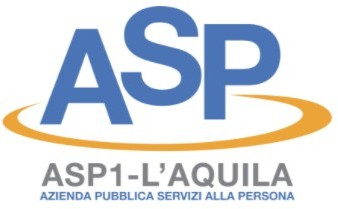 ASP
ASP1-L'AQUILA
AZIENDA PUBBLICA SERVIZI ALLA PERSONA